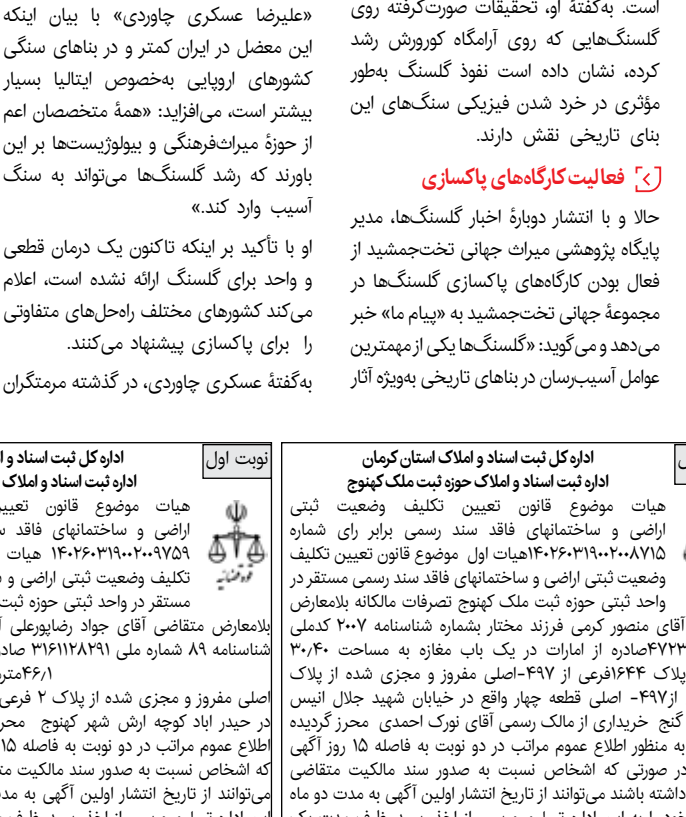 است. به‌گفتهٔ او، تحقیقات صورت‌گرفته روی
گلسنگ‌هایی که روی آرامگاه کوروش رشد
کرده، نشان داده است نفوذ گلسنگ به‌طور
مؤثری در خرد شدن فیزیکی سنگ‌های این
بنای تاریخی نقش دارند.
فعالیت کارگاه‌های پاکسازی
حالا و با انتشار دوبارهٔ اخبار گلسنگ‌ها، مدیر
پایگاه پژوهشی میراث جهانی تخت‌جمشید از
فعال بودن کارگاه‌های پاکسازی گلسنگ‌ها در
مجموعهٔ جهانی تخت‌جمشید به «پیام ما» خبر
می‌دهد و می‌گوید: «گلسنگ‌ها یکی از مهمترین
عوامل آسیب‌رسان در بناهای تاریخی به‌ویژه آثار
«علیرضا عسکری چاوردی» با بیان اینکه
این معضل در ایران کمتر و در بناهای سنگی
کشورهای اروپایی به‌خصوص ایتالیا بسیار
بیشتر است، می‌افزاید: «همهٔ متخصصان اعم
از حوزهٔ میراث‌فرهنگی و بیولوژیست‌ها بر این
باورند که رشد گلسنگ‌ها می‌تواند به سنگ
آسیب وارد کند.»
او با تأکید بر اینکه تاکنون یک درمان قطعی
و واحد برای گلسنگ ارائه نشده است، اعلام
می‌کند کشورهای مختلف راه‌حل‌های متفاوتی
را برای پاکسازی پیشنهاد می‌کنند.
به‌گفتهٔ عسکری چاوردی، در گذشته مرمتگران
اداره کل ثبت اسناد و املاک استان کرمان
اداره ثبت اسناد و املاک حوزه ثبت ملک کهنوج
هیات موضوع قانون تعیین تکلیف وضعیت ثبتی
اراضی و ساختمانهای فاقد سند رسمی برابر رای شماره
۱۴۰۲۶۰۳۱۹۰۰۲۰۰۸۷۱۵هیات اول موضوع قانون تعیین تکلیف
وضعیت ثبتی اراضی و ساختمانهای فاقد سند رسمی مستقر در
واحد ثبتی حوزه ثبت ملک کهنوج تصرفات مالکانه بلامعارض
آقای منصور کرمی فرزند مختار بشماره شناسنامه ۲۰۰۷ کدملی
۴۷۲۳صادره از امارات در یک باب مغازه به مساحت ۳۰٫۴۰
پلاک ۱۶۴۴فرعی از ۴۹۷-اصلی مفروز و مجزی شده از پلاک
از۴۹۷- اصلی قطعه چهار واقع در خیابان شهید جلال انیس
گنج خریداری از مالک رسمی آقای نورک احمدی محرز گردیده
به منظور اطلاع عموم مراتب در دو نوبت به فاصله ۱۵ روز آگهی
در صورتی که اشخاص نسبت به صدور سند مالکیت متقاضی
داشته باشند می‌توانند از تاریخ انتشار اولین آگهی به مدت دو ماه
نوبت اول
اداره کل ثبت اسناد و ا
اداره ثبت اسناد و املاک
هیات موضوع قانون تعیین
اراضی و ساختمانهای فاقد س
۱۴۰۲۶۰۳۱۹۰۰۲۰۰۹۷۵۹ هیات
تکلیف وضعیت ثبتی اراضی و س
مستقر در واحد ثبتی حوزه ثبت
بلامعارض متقاضی آقای جواد رضاپورعلی آ
شناسنامه ۸۹ شماره ملی ۳۱۶۱۱۲۸۲۹۱ صاد
۴۶٫۱متر
اصلی مفروز و مجزی شده از پلاک ۲ فرعی
در حیدر اباد کوچه ارش شهر کهنوج محر
اطلاع عموم مراتب در دو نوبت به فاصله ۱۵
که اشخاص نسبت به صدور سند مالکیت مت
می‌توانند از تاریخ انتشار اولین آگهی به مد